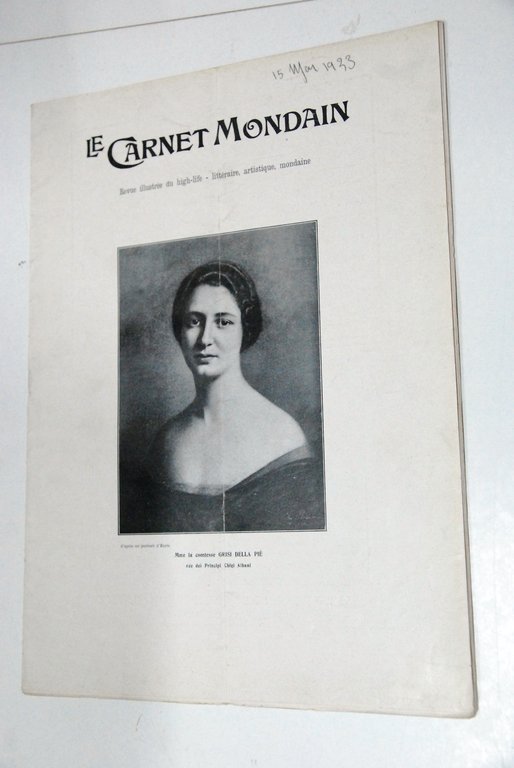 15 Mai 1923
LE CARNET MONDAIN
Revue illustrée du high-life - littéraire, artistique, mondaine
d'après un portrait d'
Mme la comtesse GRISI DELLA PIÈ
née dei Principi Chigi Albani